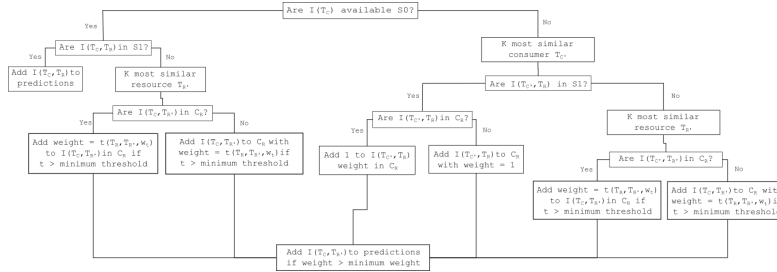 Are I(T_C) available S0?
Yes
No
Are I(T_C,T_R)in S1?
K most similar
consumer T_C'
Yes
No
Add I(T_C,T_R)to
predictions
K most similar
resource T_R'
Are I(T_C',T_R) in S1?
Yes
No
Are I(T_C,T_R')in C_R?
Are I(T_C',T_R)in C_R?
K most similar
resource T_R'
Yes
No
Yes
No
Add weight = t(T_R,T_R',w_t)
to I(T_C,T_R')in C_R if
t > minimum threshold
Add I(T_C,T_R')to C_R with
weight = t(T_R,T_R',w_t)if
t > minimum threshold
Add 1 to I(T_C',T_R)
weight in C_R
Add I(T_C',T_R)to C_R
with weight = 1
Are I(T_C',T_R')in C_R?
Yes
No
Add weight = t(T_R,T_R',w_t)
to I(T_C,T_R')in C_R if
t > minimum threshold
Add I(T_C,T_R')to C_R wit
weight = t(T_R,T_R',w_t)i
t > minimum threshold
Add I(T_C,T_R')to predictions
if weight > minimum weight